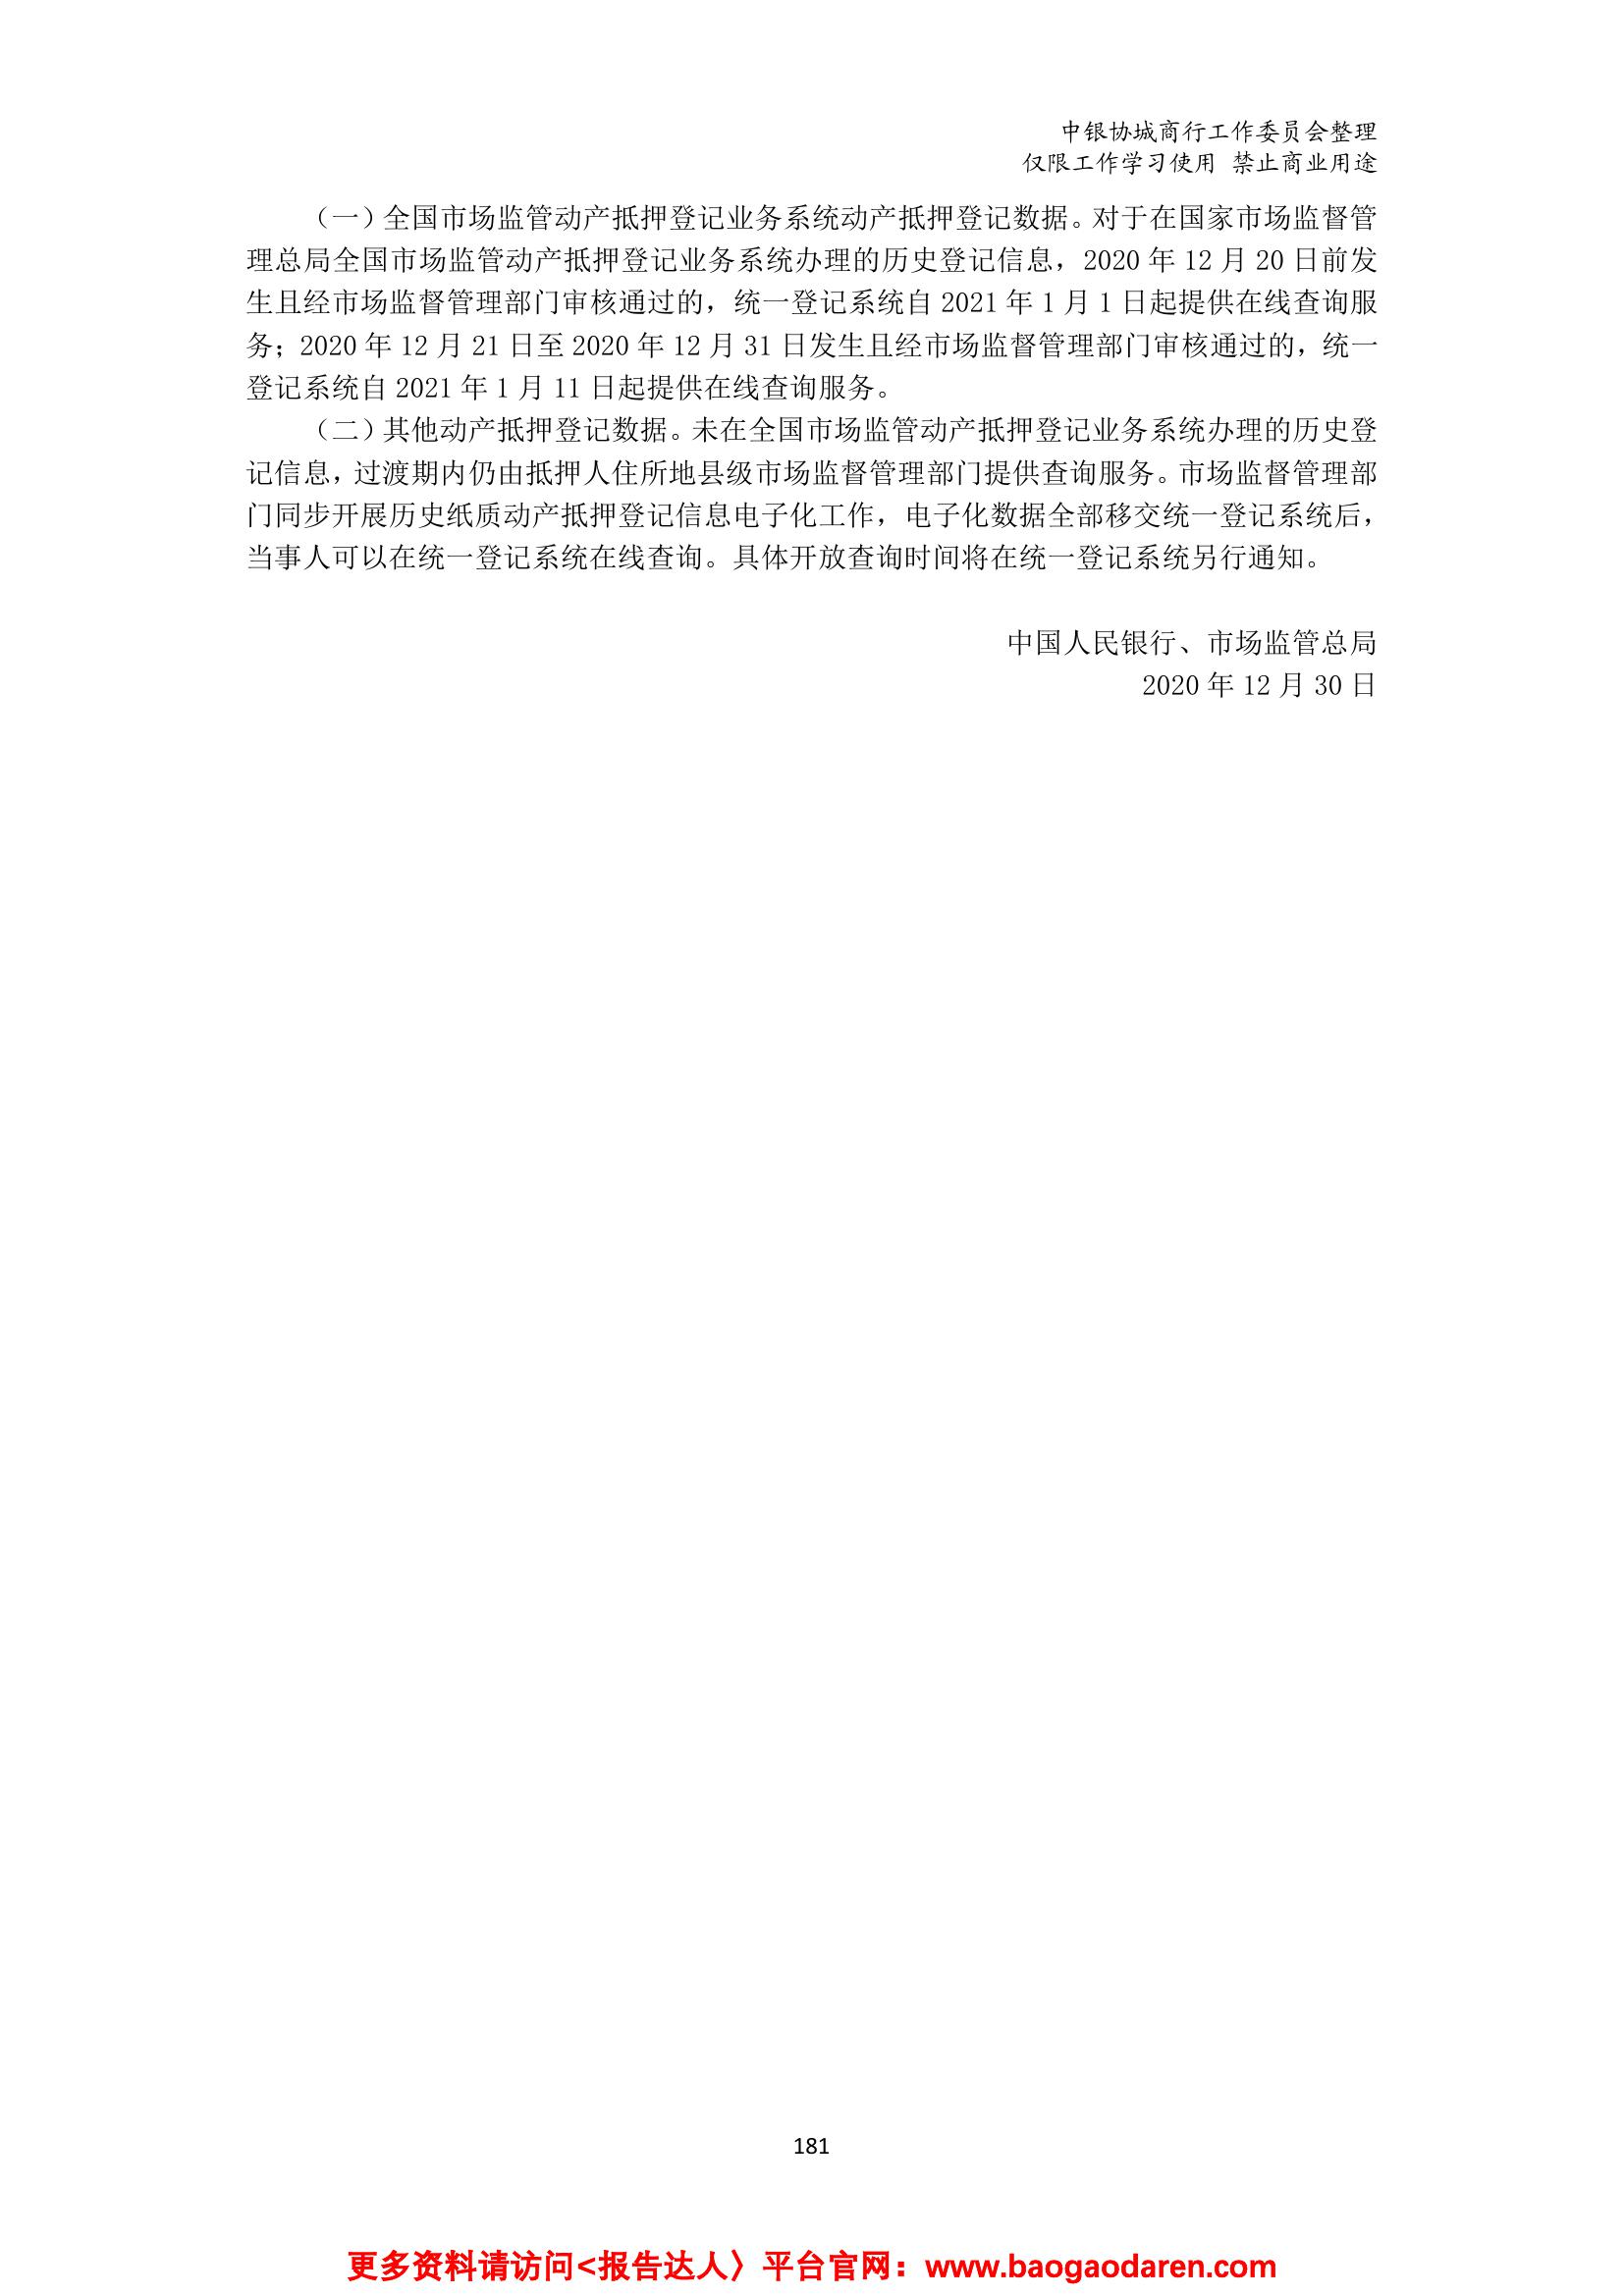 中银协城商行工作委员会整理
仅限工作学习使用 禁止商业用途
（一）全国市场监管动产抵押登记业务系统动产抵押登记数据。对于在国家市场监督管
理总局全国市场监管动产抵押登记业务系统办理的历史登记信息，2020 年 12 月 20 日前发
生且经市场监督管理部门审核通过的，统一登记系统自 2021 年 1 月 1 日起提供在线查询服
务；2020 年 12 月 21 日至 2020 年 12 月 31 日发生且经市场监督管理部门审核通过的，统一
登记系统自 2021 年 1 月 11 日起提供在线查询服务。
（二）其他动产抵押登记数据。未在全国市场监管动产抵押登记业务系统办理的历史登
记信息，过渡期内仍由抵押人住所地县级市场监督管理部门提供查询服务。市场监督管理部
门同步开展历史纸质动产抵押登记信息电子化工作，电子化数据全部移交统一登记系统后，
当事人可以在统一登记系统在线查询。具体开放查询时间将在统一登记系统另行通知。
中国人民银行、市场监管总局
2020 年 12 月 30 日
181
更多资料请访问<报告达人〉平台官网：www.baogaodaren.com